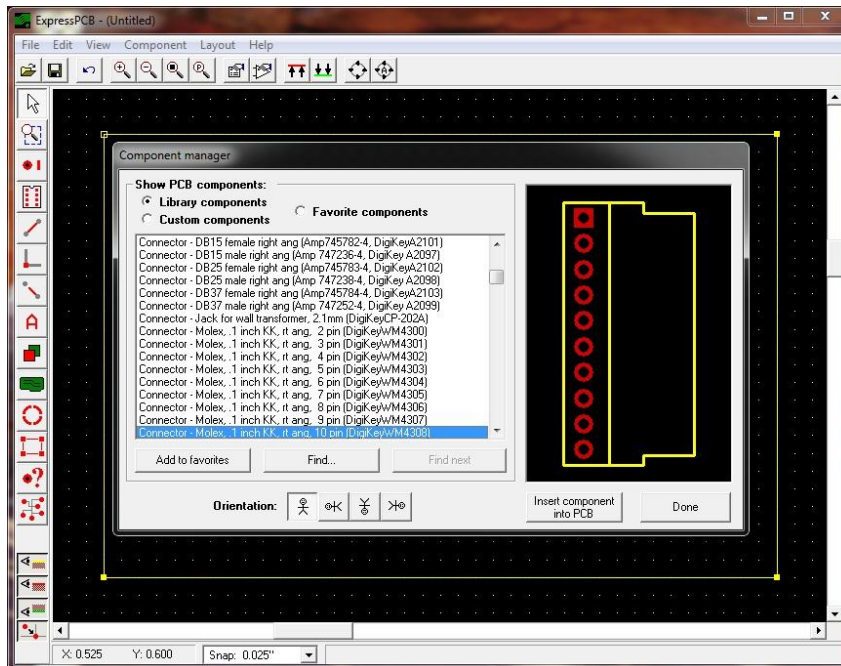 ExpressPCB - (Untitled)
File Edit View Component Layout Help
Component manager
Show PCB components:
Library components
Custom components
Favorite components
Connector - DB15 female right ang (Amp745782-4, DigiKeyA2101)
Connector - DB15 male right ang (Amp 747236-4, DigiKey A2097)
Connector - DB25 female right ang (Amp745783-4, DigiKeyA2102)
Connector - DB25 male right ang (Amp 747238-4, DigiKey A2098)
Connector - DB37 female right ang (Amp745784-4, DigiKeyA2103)
Connector - DB37 male right ang (Amp 747252-4, DigiKey A2099)
Connector - Jack for wall transformer, 2.1mm (DigiKeyCP-202A)
Connector - Molex, .1 inch KK, rt ang, 2 pin (DigiKeyWM4300)
Connector - Molex, .1 inch KK, rt ang, 3 pin (DigiKeyWM4301)
Connector - Molex, .1 inch KK, rt ang, 4 pin (DigiKeyWM4302)
Connector - Molex, .1 inch KK, rt ang, 5 pin (DigiKeyWM4303)
Connector - Molex, .1 inch KK, rt ang, 6 pin (DigiKeyWM4304)
Connector - Molex, .1 inch KK, rt ang, 7 pin (DigiKeyWM4305)
Connector - Molex, .1 inch KK, rt ang, 8 pin (DigiKeyWM4306)
Connector - Molex, .1 inch KK, rt ang, 9 pin (DigiKeyWM4307)
Connector - Molex, .1 inch KK, rt ang, 10 pin (DigiKeyWM4308)
Add to favorites
Find...
Find next
Orientation:
Insert component
into PCB
Done
X: 0.525 Y: 0.600 Snap: 0.025"